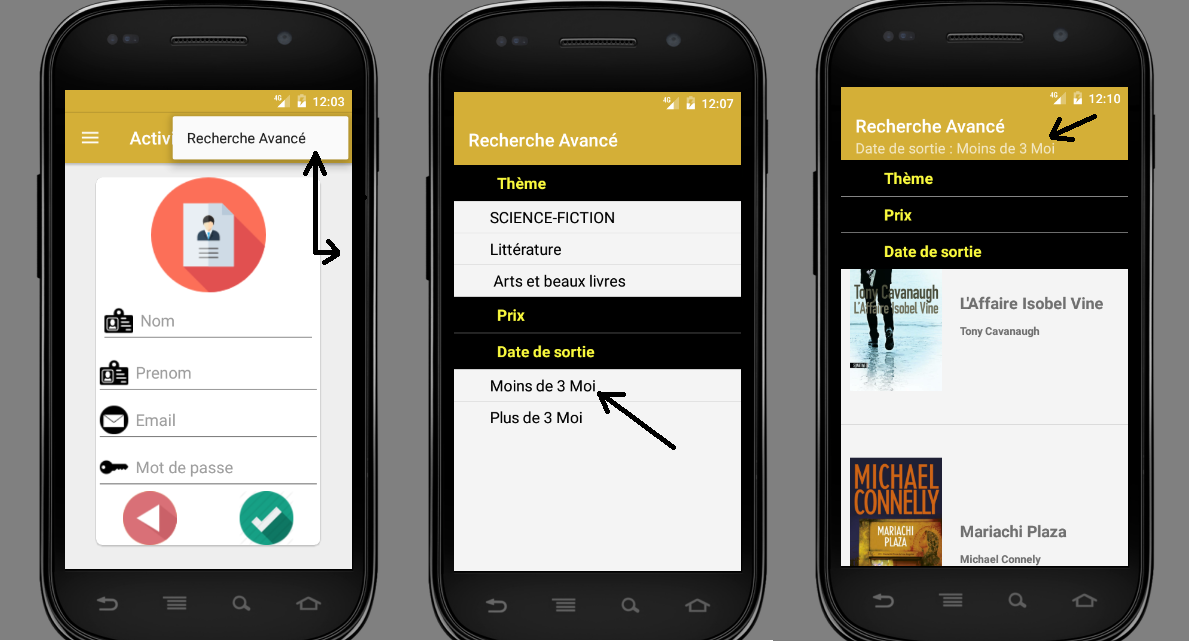 4G 12:03
Activi
Recherche Avancé
Nom
Prenom
Email
Mot de passe
4G 12:07
Recherche Avancé
Thème
SCIENCE-FICTION
Littérature
Arts et beaux livres
Prix
Date de sortie
Moins de 3 Moi
Plus de 3 Moi
4G 12:10
Recherche Avancé
Date de sortie : Moins de 3 Moi
Thème
Prix
Date de sortie
Tony Cavanaugh
L'Affaire Isobel Vine
L'Affaire Isobel Vine
Tony Cavanaugh
MICHAEL
CONNELLY
MARIACHI
PLAZA
Mariachi Plaza
Michael Connely